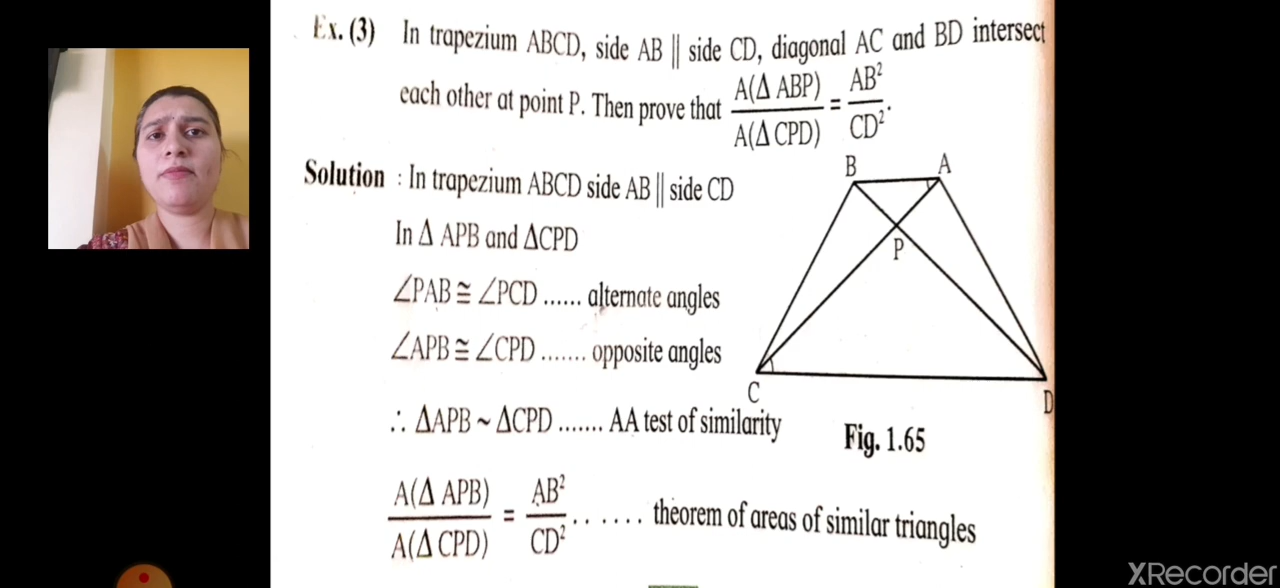 Ex. (3) In trapezium ABCD, side AB || side CD, diagonal AC and BD intersect
each other at point P. Then prove that A(Δ ABP)/A(Δ CPD) = AB²/CD².
Solution : In trapezium ABCD side AB || side CD
In Δ APB and ΔCPD
∠PAB ≅ ∠PCD ...... alternate angles
∠APB ≅ ∠CPD ....... opposite angles
∴ ΔAPB ~ ΔCPD ....... AA test of similarity
A(Δ APB)/A(Δ CPD) = AB²/CD² . . . . . . theorem of areas of similar triangles
B A
P
C D
Fig. 1.65
XRecorder